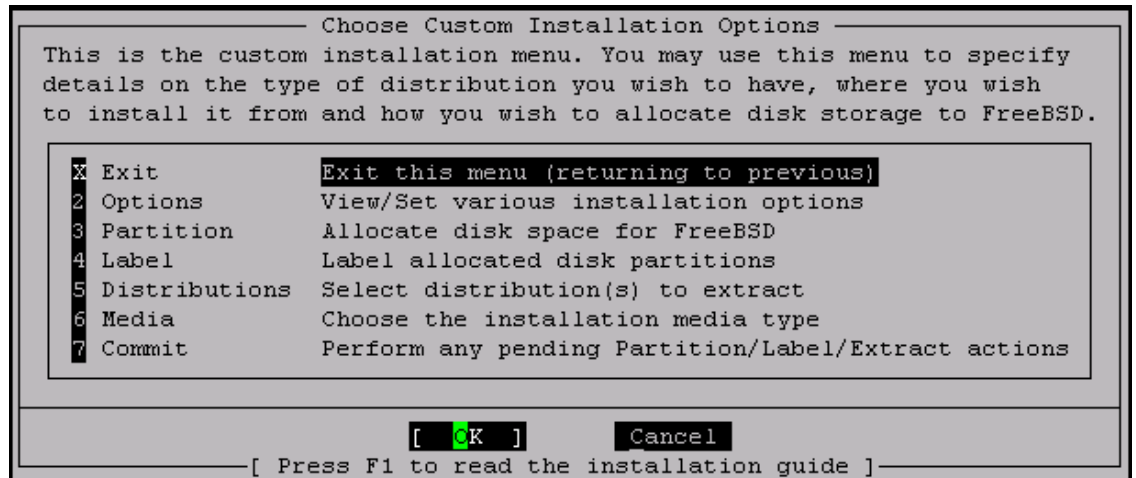 Choose Custom Installation Options
This is the custom installation menu. You may use this menu to specify
details on the type of distribution you wish to have, where you wish
to install it from and how you wish to allocate disk storage to FreeBSD.
X Exit Exit this menu (returning to previous)
2 Options View/Set various installation options
3 Partition Allocate disk space for FreeBSD
4 Label Label allocated disk partitions
5 Distributions Select distribution(s) to extract
6 Media Choose the installation media type
7 Commit Perform any pending Partition/Label/Extract actions
[ OK ] Cancel
[ Press F1 to read the installation guide ]